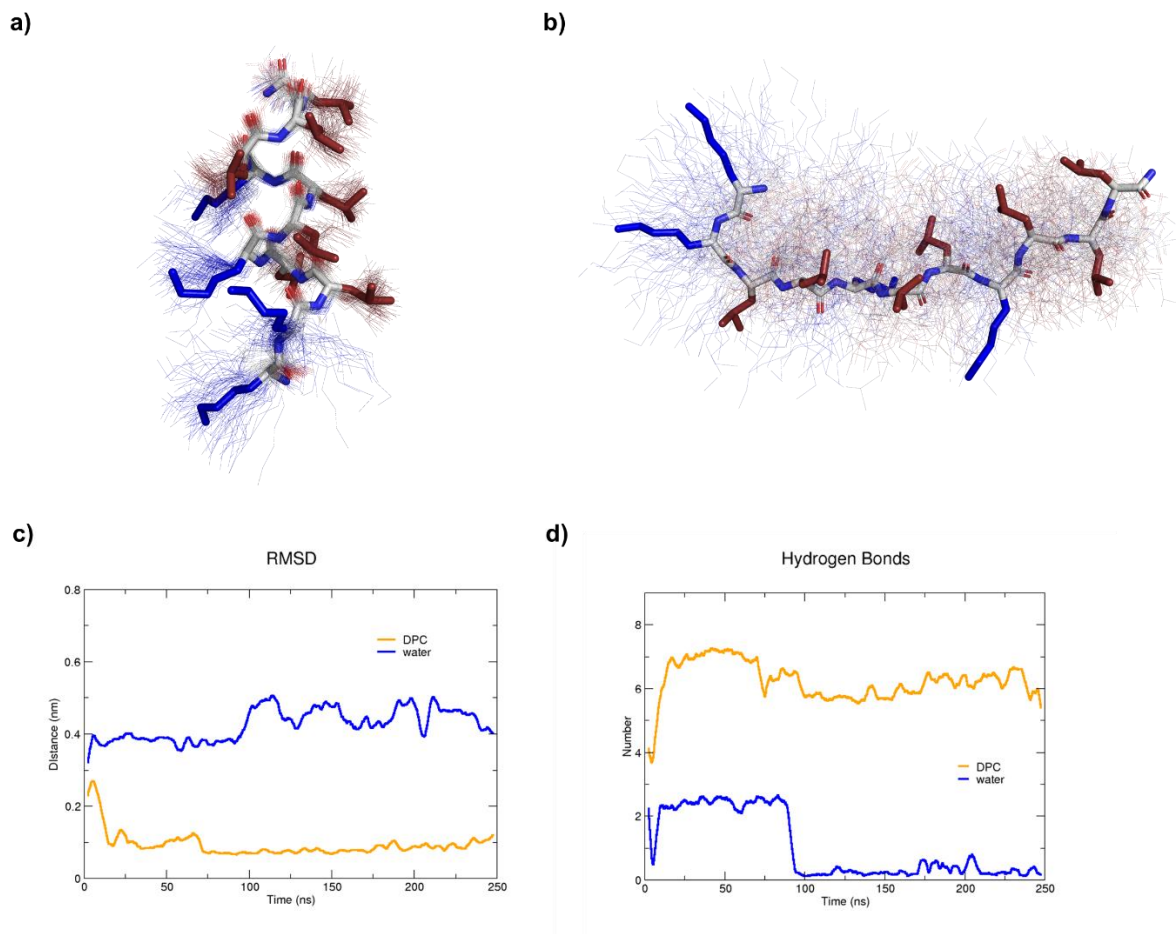 a)
b)
c)
RMSD
0.8
0.6
0.4
0.2
0
DIstance (nm)
DPC
water
0
50
100
150
200
250
Time (ns)
d)
Hydrogen Bonds
8
6
4
2
0
Number
DPC
water
0
50
100
150
200
250
Time (ns)